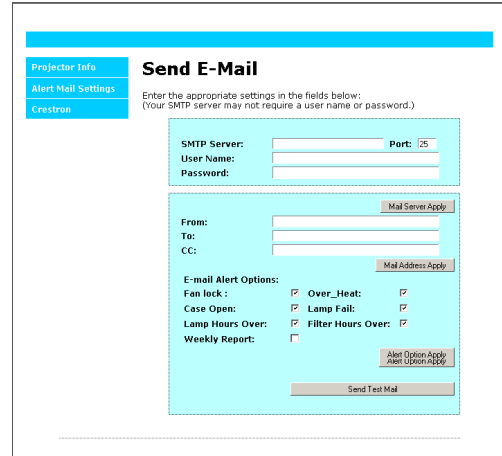 Projector Info
Alert Mail Settings
Crestron
Send E-Mail
Enter the appropriate settings in the fields below:
(Your SMTP server may not require a user name or password.)
SMTP Server: Port: 25
User Name:
Password:
Mail Server Apply
From:
To:
CC:
Mail Address Apply
E-mail Alert Options:
Fan lock : Over_Heat:
Case Open: Lamp Fail:
Lamp Hours Over: Filter Hours Over:
Weekly Report:
Alert Option Apply
Alert Option Apply
Send Test Mail